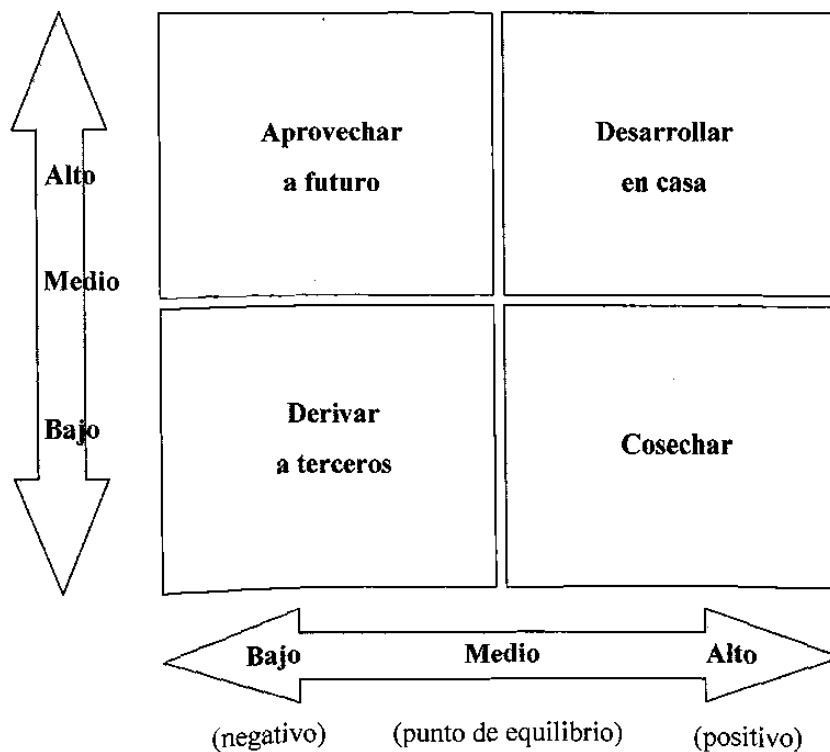 Alto
Medio
Bajo
Aprovechar
a futuro
Desarrollar
en casa
Derivar
a terceros
Cosechar
Bajo Medio Alto
(negativo) (punto de equilibrio) (positivo)